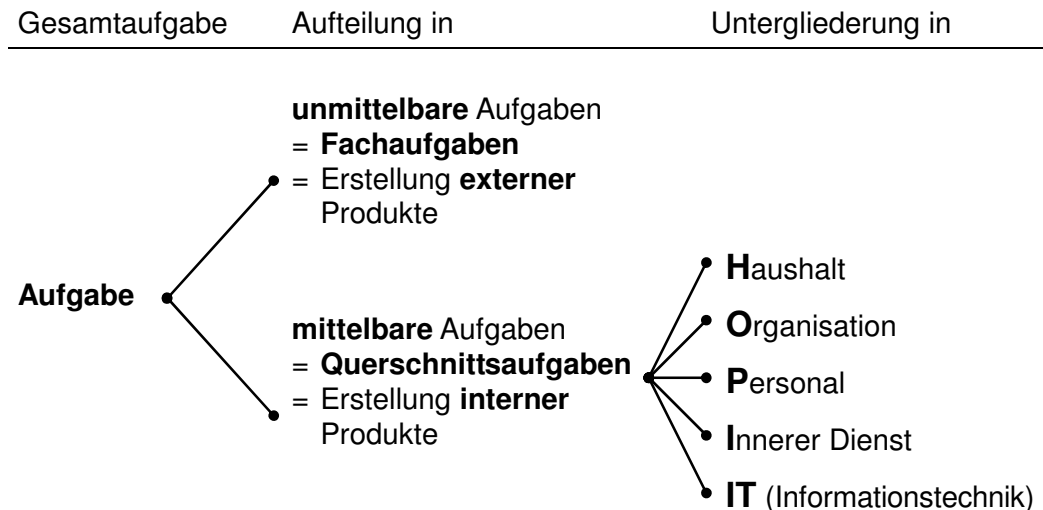 Gesamtaufgabe Aufteilung in Untergliederung in
unmittelbare Aufgaben
= Fachaufgaben
= Erstellung externer
Produkte
Aufgabe
mittelbare Aufgaben
= Querschnittsaufgaben
= Erstellung interner
Produkte
Haushalt
Organisation
Personal
Innerer Dienst
IT (Informationstechnik)